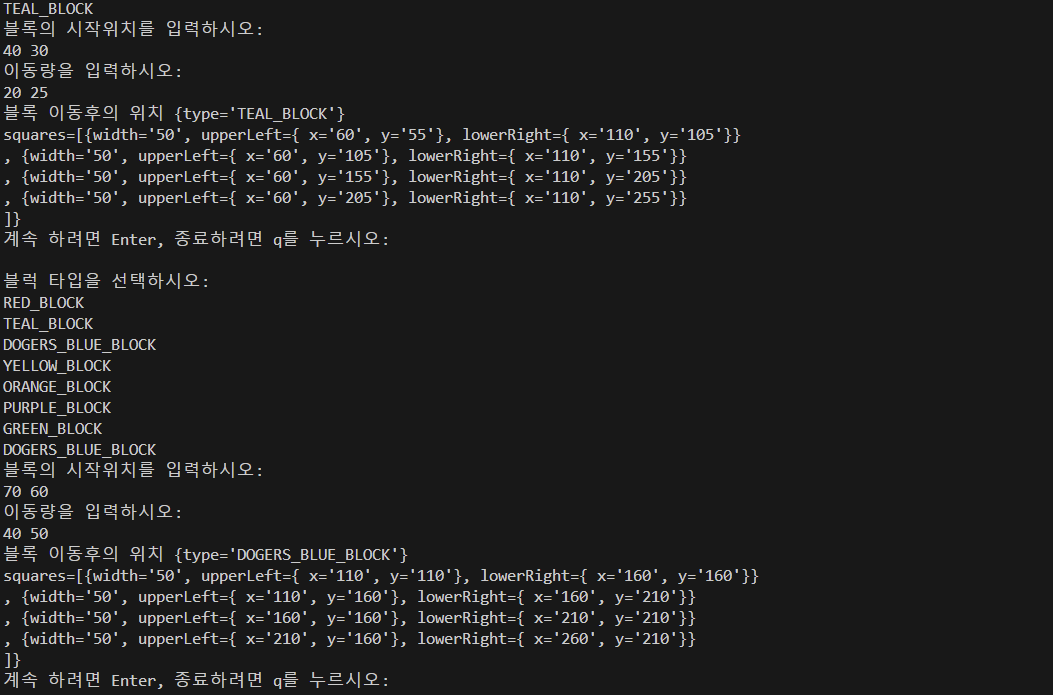 TEAL_BLOCK
블록의 시작위치를 입력하시오:
40 30
이동량을 입력하시오:
20 25
블록 이동후의 위치 {type='TEAL_BLOCK'}
squares=[{width='50', upperLeft={ x='60', y='55'}, lowerRight={ x='110', y='105'}}
, {width='50', upperLeft={ x='60', y='105'}, lowerRight={ x='110', y='155'}}
, {width='50', upperLeft={ x='60', y='155'}, lowerRight={ x='110', y='205'}}
, {width='50', upperLeft={ x='60', y='205'}, lowerRight={ x='110', y='255'}}
]}
계속 하려면 Enter, 종료하려면 q를 누르시오:
블럭 타입을 선택하시오:
RED_BLOCK
TEAL_BLOCK
DOGERS_BLUE_BLOCK
YELLOW_BLOCK
ORANGE_BLOCK
PURPLE_BLOCK
GREEN_BLOCK
DOGERS_BLUE_BLOCK
블록의 시작위치를 입력하시오:
70 60
이동량을 입력하시오:
40 50
블록 이동후의 위치 {type='DOGERS_BLUE_BLOCK'}
squares=[{width='50', upperLeft={ x='110', y='110'}, lowerRight={ x='160', y='160'}}
, {width='50', upperLeft={ x='110', y='160'}, lowerRight={ x='160', y='210'}}
, {width='50', upperLeft={ x='160', y='160'}, lowerRight={ x='210', y='210'}}
, {width='50', upperLeft={ x='210', y='160'}, lowerRight={ x='260', y='210'}}
]}
계속 하려면 Enter, 종료하려면 q를 누르시오: